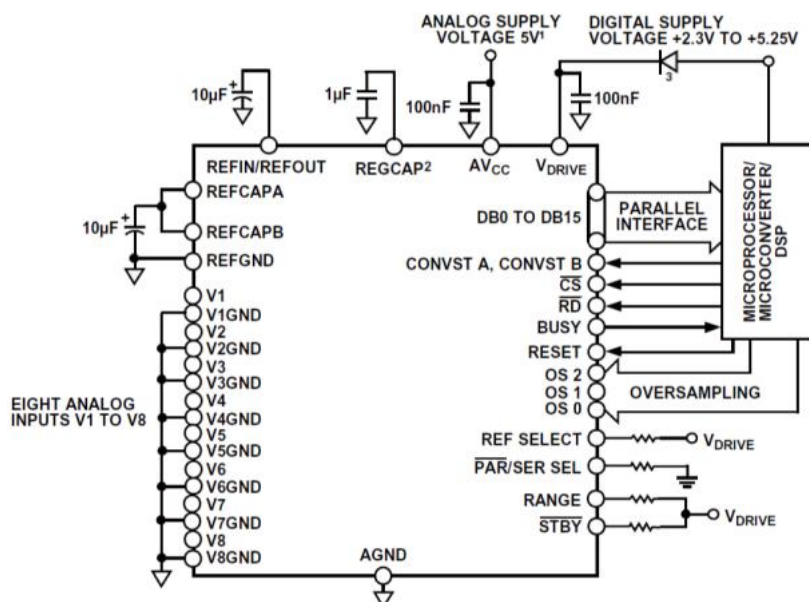 ANALOG SUPPLY
VOLTAGE 5V¹
DIGITAL SUPPLY
VOLTAGE +2.3V TO +5.25V
10µF
+
1µF
100nF
100nF
3
REFIN/REFOUT
REGCAP²
AVCC
VDRIVE
REFCAPA
REFCAPB
REFGND
10µF
+
DB0 TO DB15
PARALLEL
INTERFACE
MICROPROCESSOR/
MICROCONVERTER/
DSP
CONVST A, CONVST B
CS
RD
BUSY
RESET
OS 2
OS 1
OS 0
OVERSAMPLING
REF SELECT
VDRIVE
PAR/SER SEL
RANGE
STBY
VDRIVE
V1
V1GND
V2
V2GND
V3
V3GND
V4
V4GND
V5
V5GND
V6
V6GND
V7
V7GND
V8
V8GND
EIGHT ANALOG
INPUTS V1 TO V8
AGND